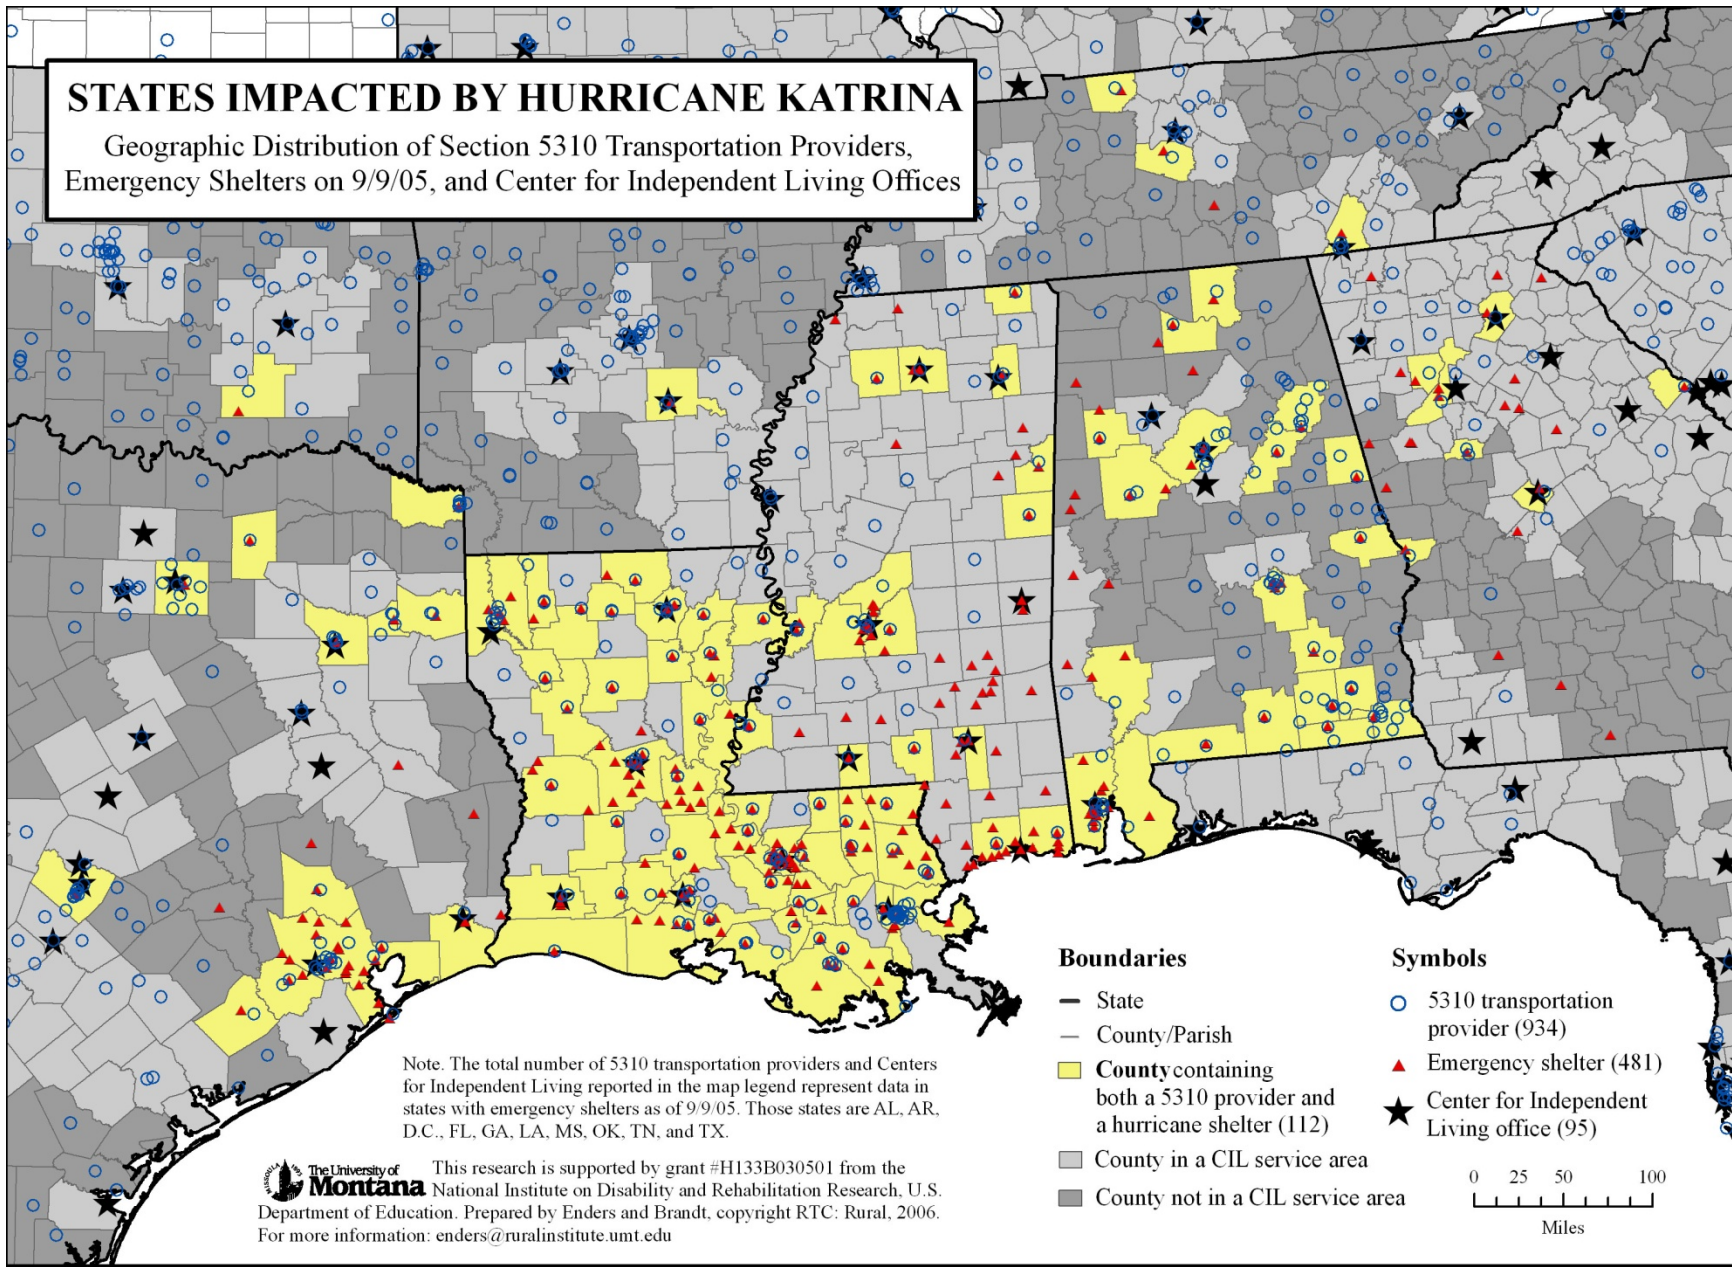 STATES IMPACTED BY HURRICANE KATRINA
Geographic Distribution of Section 5310 Transportation Providers,
Emergency Shelters on 9/9/05, and Center for Independent Living Offices
Note. The total number of 5310 transportation providers and Centers
for Independent Living reported in the map legend represent data in
states with emergency shelters as of 9/9/05. Those states are AL, AR,
D.C., FL, GA, LA, MS, OK, TN, and TX.
MISSOULA 1893
The University of
Montana
This research is supported by grant #H133B030501 from the
National Institute on Disability and Rehabilitation Research, U.S.
Department of Education. Prepared by Enders and Brandt, copyright RTC: Rural, 2006.
For more information: enders@ruralinstitute.umt.edu
Boundaries
State
County/Parish
County containing
both a 5310 provider and
a hurricane shelter (112)
County in a CIL service area
County not in a CIL service area
Symbols
5310 transportation
provider (934)
Emergency shelter (481)
Center for Independent
Living office (95)
0 25 50 100
Miles